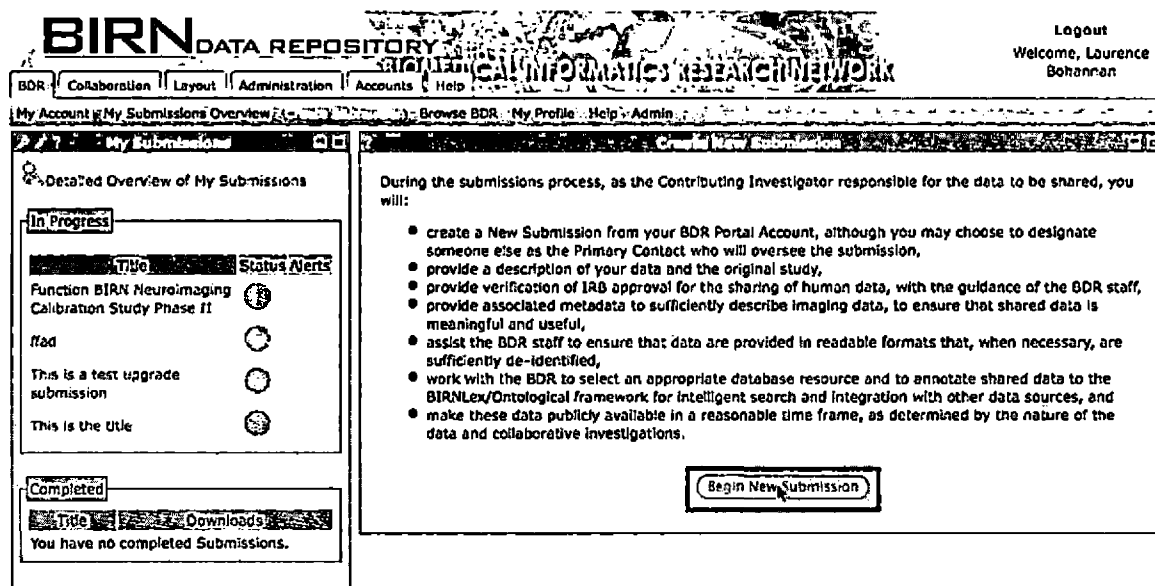 BIRN DATA REPOSITORY
BIOMEDICAL INFORMATICS RESEARCH NETWORK
Logout
Welcome, Laurence
Bohannan
BDR Collaboration Layout Administration Accounts Help
My Account My Submissions Overview Browse BDR My Profile Help Admin
My Submissions
Detailed Overview of My Submissions
In Progress
Title Status Alerts
Function BIRN Neuroimaging
Calibration Study Phase II
ffad
This is a test upgrade
submission
This is the title
Completed
Title Downloads
You have no completed Submissions.
Create New Submission
During the submissions process, as the Contributing Investigator responsible for the data to be shared, you
will:
● create a New Submission from your BDR Portal Account, although you may choose to designate
someone else as the Primary Contact who will oversee the submission,
● provide a description of your data and the original study,
● provide verification of IRB approval for the sharing of human data, with the guidance of the BDR staff,
● provide associated metadata to sufficiently describe imaging data, to ensure that shared data is
meaningful and useful,
● assist the BDR staff to ensure that data are provided in readable formats that, when necessary, are
sufficiently de-identified,
● work with the BDR to select an appropriate database resource and to annotate shared data to the
BIRNLex/Ontological framework for intelligent search and integration with other data sources, and
● make these data publicly available in a reasonable time frame, as determined by the nature of the
data and collaborative investigations.
Begin New Submission